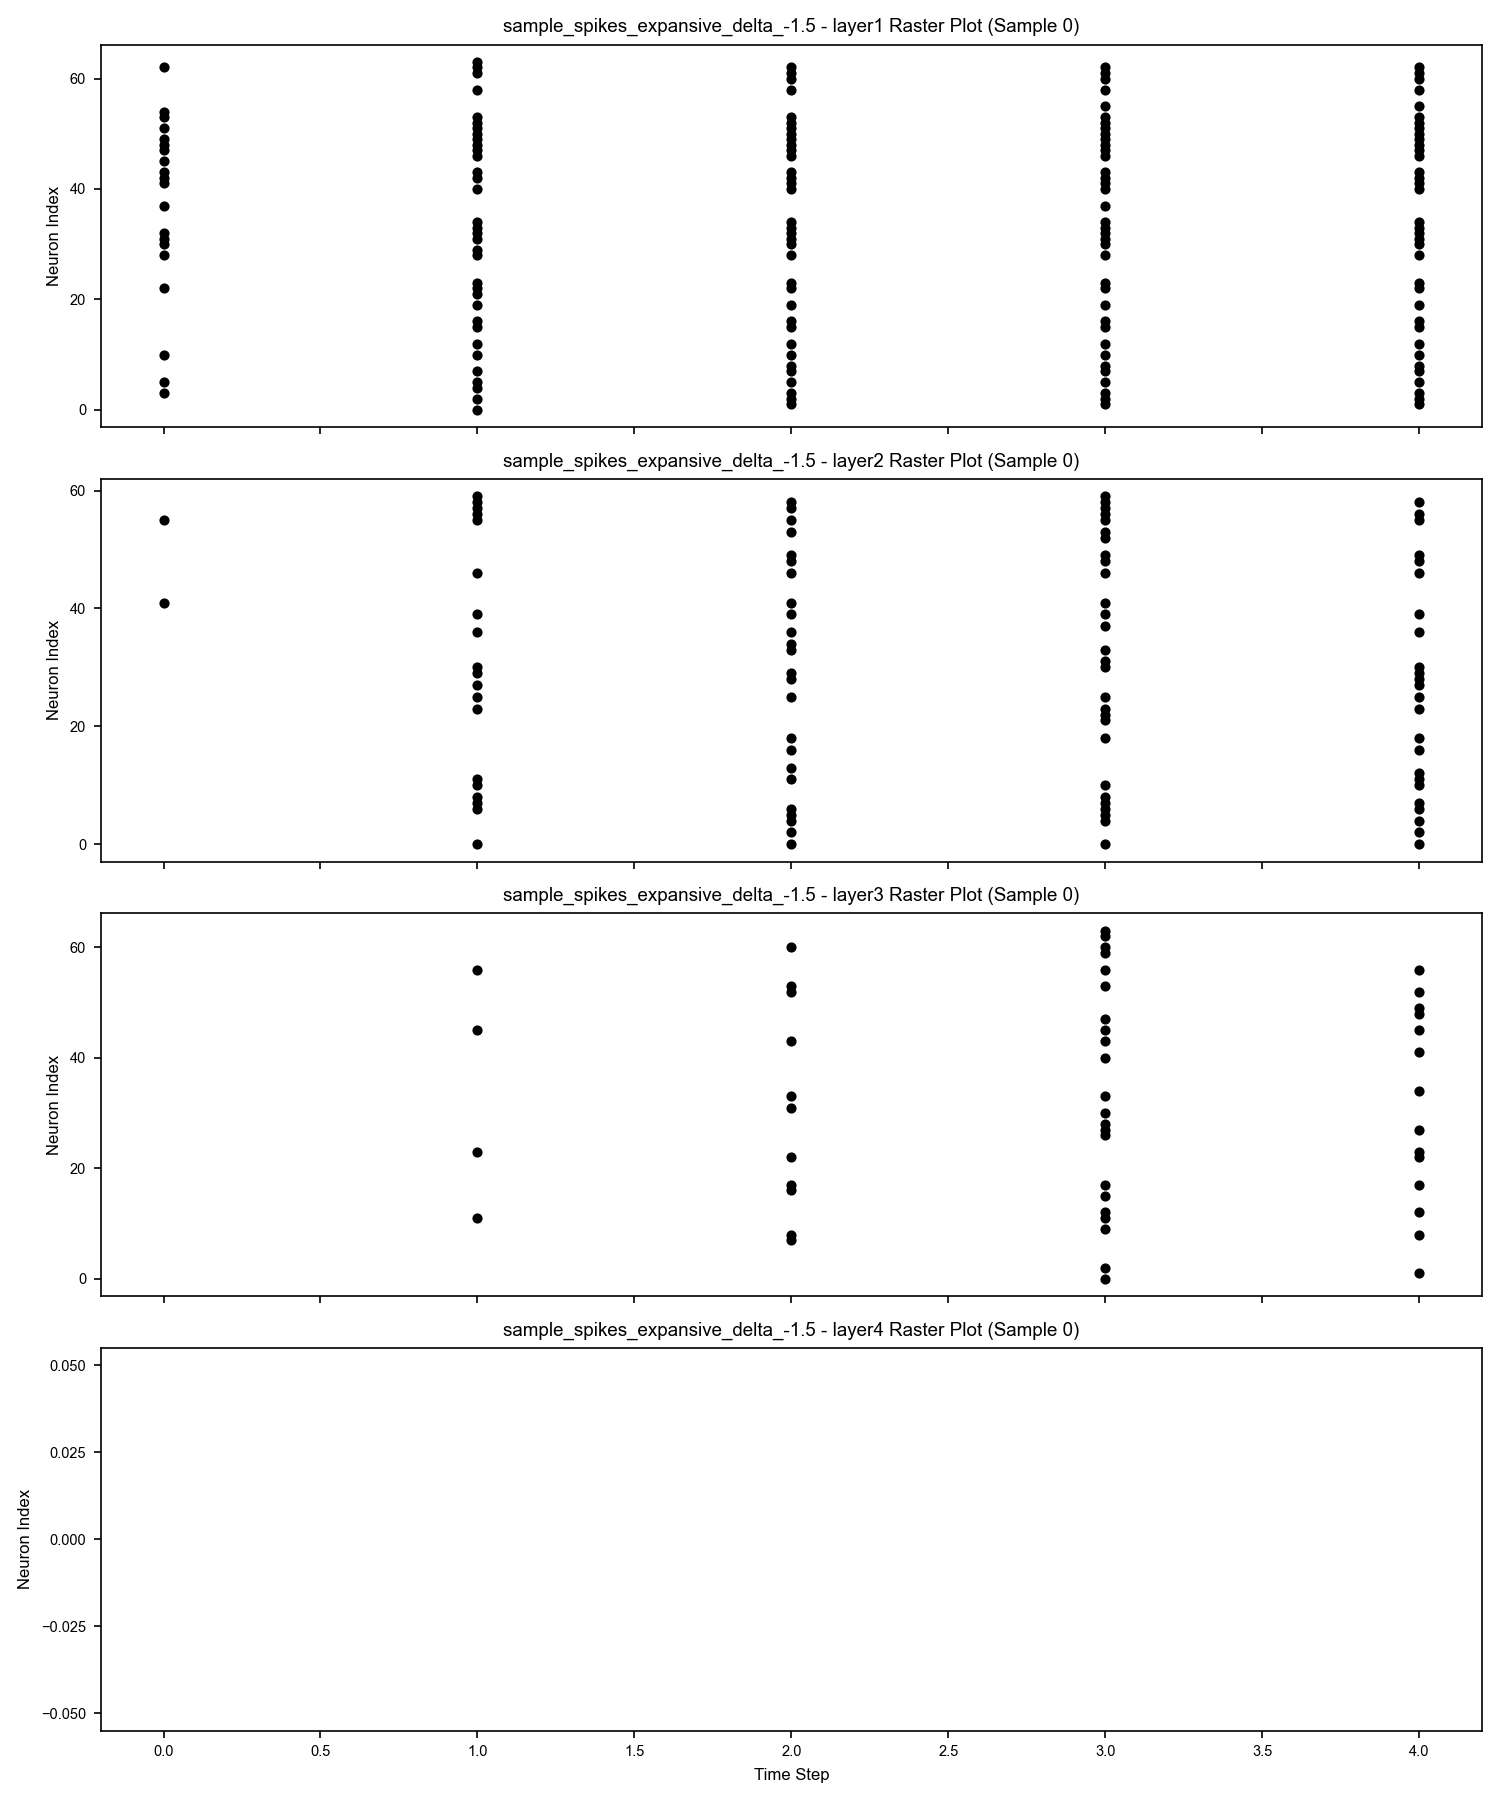 sample_spikes_expansive_delta_-1.5 - layer1 Raster Plot (Sample 0)
60
40
20
0
Neuron Index
sample_spikes_expansive_delta_-1.5 - layer2 Raster Plot (Sample 0)
60
40
20
0
Neuron Index
sample_spikes_expansive_delta_-1.5 - layer3 Raster Plot (Sample 0)
60
40
20
0
Neuron Index
sample_spikes_expansive_delta_-1.5 - layer4 Raster Plot (Sample 0)
0.050
0.025
0.000
−0.025
−0.050
Neuron Index
0.0 0.5 1.0 1.5 2.0 2.5 3.0 3.5 4.0
Time Step